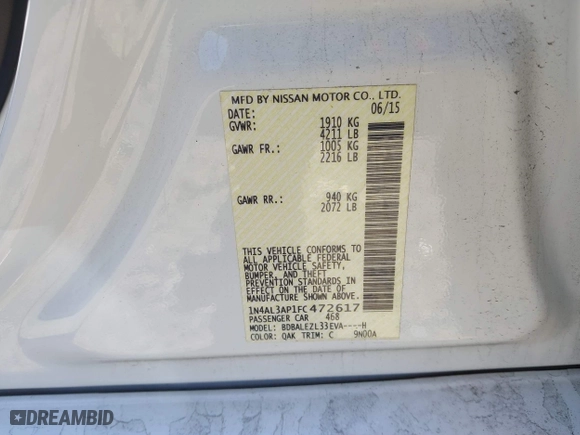 MFD BY NISSAN MOTOR CO., LTD.
DATE: 06/15
GVWR: 1910 KG
4211 LB
GAWR FR.: 1005 KG
2216 LB
GAWR RR.: 940 KG
2072 LB
THIS VEHICLE CONFORMS TO
ALL APPLICABLE FEDERAL
MOTOR VEHICLE SAFETY,
BUMPER, AND THEFT
PREVENTION STANDARDS
IN EFFECT ON THE DATE OF
MANUFACTURE SHOWN ABOVE.
1N4AL3AP1FC472617
PASSENGER CAR 468
MODEL: BDBALEZL33EVA----H
COLOR: QAK TRIM: C 9N00A
DREAMBID